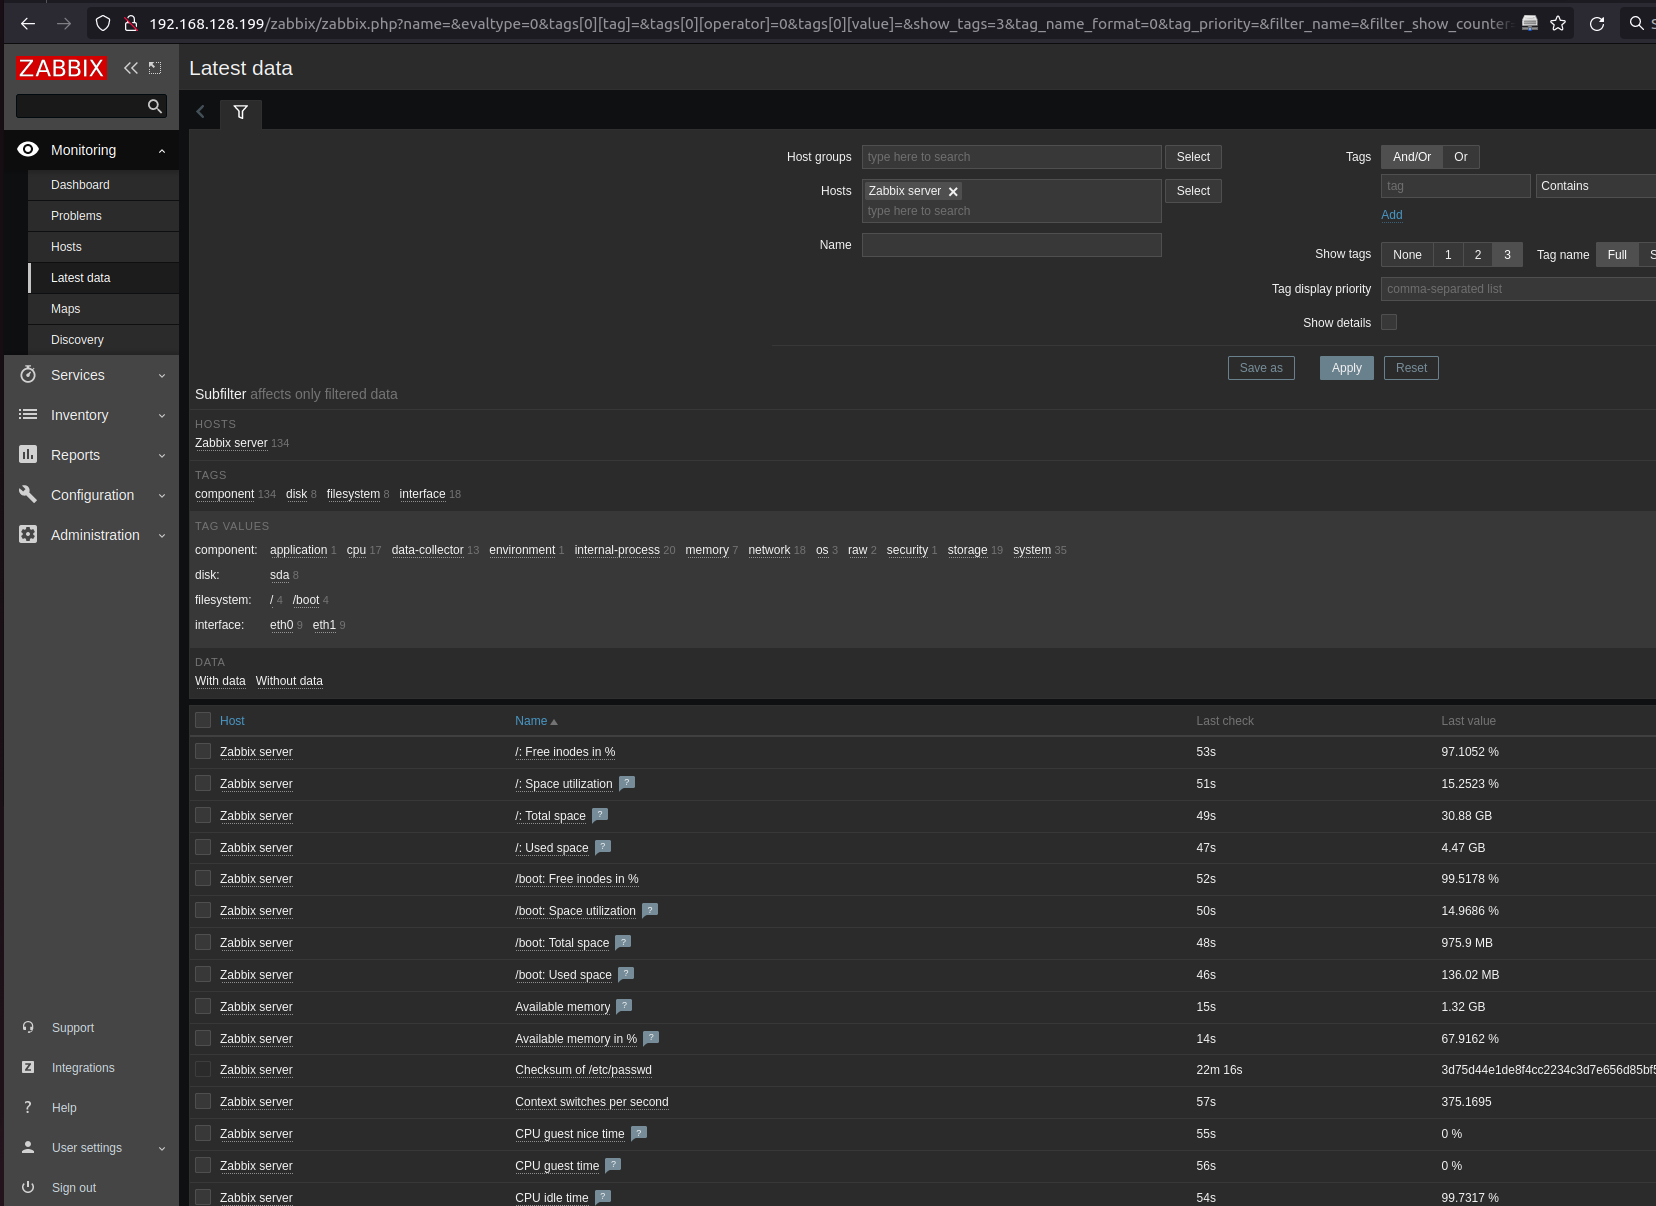 192.168.128.199/zabbix/zabbix.php?name=&evaltype=0&tags[0][tag]=&tags[0][operator]=0&tags[0][value]=&show_tags=3&tag_name_format=0&tag_priority=&filter_name=&filter_show_counter
ZABBIX
Latest data
Monitoring
Dashboard
Problems
Hosts
Latest data
Maps
Discovery
Services
Inventory
Reports
Configuration
Administration
Support
Integrations
Help
User settings
Sign out
Host groups type here to search Select
Hosts Zabbix server type here to search Select
Name
Tags And/Or Or
tag Contains
Add
Show tags None 1 2 3 Tag name Full
Tag display priority comma-separated list
Show details
Save as Apply Reset
Subfilter affects only filtered data
HOSTS
Zabbix server 134
TAGS
component 134 disk 8 filesystem 8 interface 18
TAG VALUES
component: application 1 cpu 17 data-collector 13 environment 1 internal-process 20 memory 7 network 18 os 3 raw 2 security 1 storage 19 system 35
disk: sda 8
filesystem: / 4 /boot 4
interface: eth0 9 eth1 9
DATA
With data Without data
Host Name Last check Last value
Zabbix server /: Free inodes in % 53s 97.1052 %
Zabbix server /: Space utilization ? 51s 15.2523 %
Zabbix server /: Total space ? 49s 30.88 GB
Zabbix server /: Used space ? 47s 4.47 GB
Zabbix server /boot: Free inodes in % 52s 99.5178 %
Zabbix server /boot: Space utilization ? 50s 14.9686 %
Zabbix server /boot: Total space ? 48s 975.9 MB
Zabbix server /boot: Used space ? 46s 136.02 MB
Zabbix server Available memory ? 15s 1.32 GB
Zabbix server Available memory in % ? 14s 67.9162 %
Zabbix server Checksum of /etc/passwd 22m 16s 3d75d44e1de8f4cc2234c3d7e656d85bf5
Zabbix server Context switches per second 57s 375.1695
Zabbix server CPU guest nice time ? 55s 0 %
Zabbix server CPU guest time ? 56s 0 %
Zabbix server CPU idle time ? 54s 99.7317 %